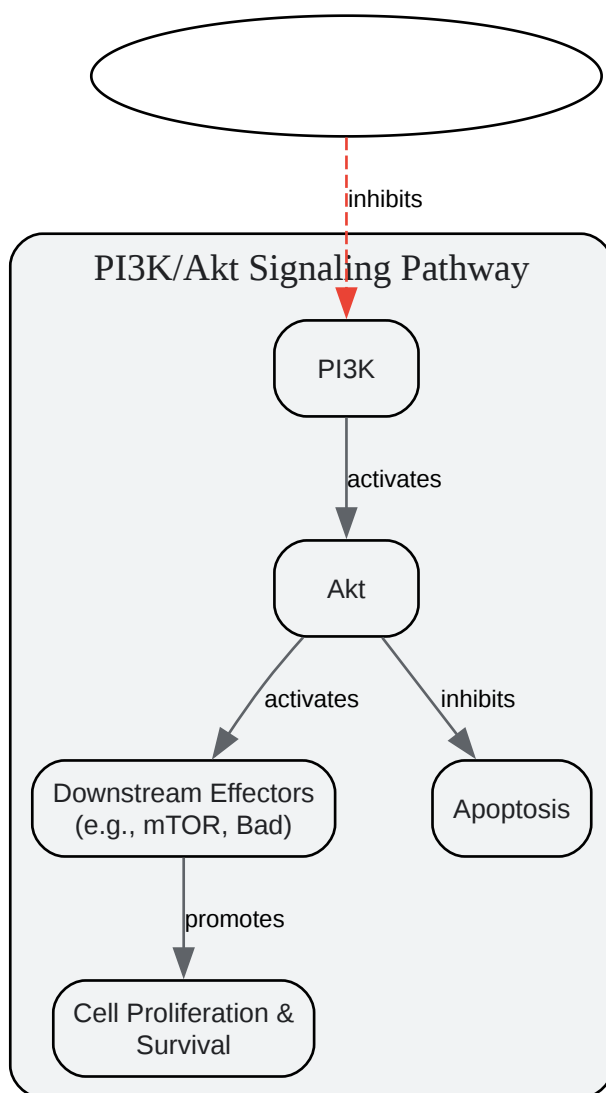 inhibits
PI3K/Akt Signaling Pathway
PI3K
activates
Akt
activates
inhibits
Downstream Effectors
(e.g., mTOR, Bad)
Apoptosis
promotes
Cell Proliferation &
Survival